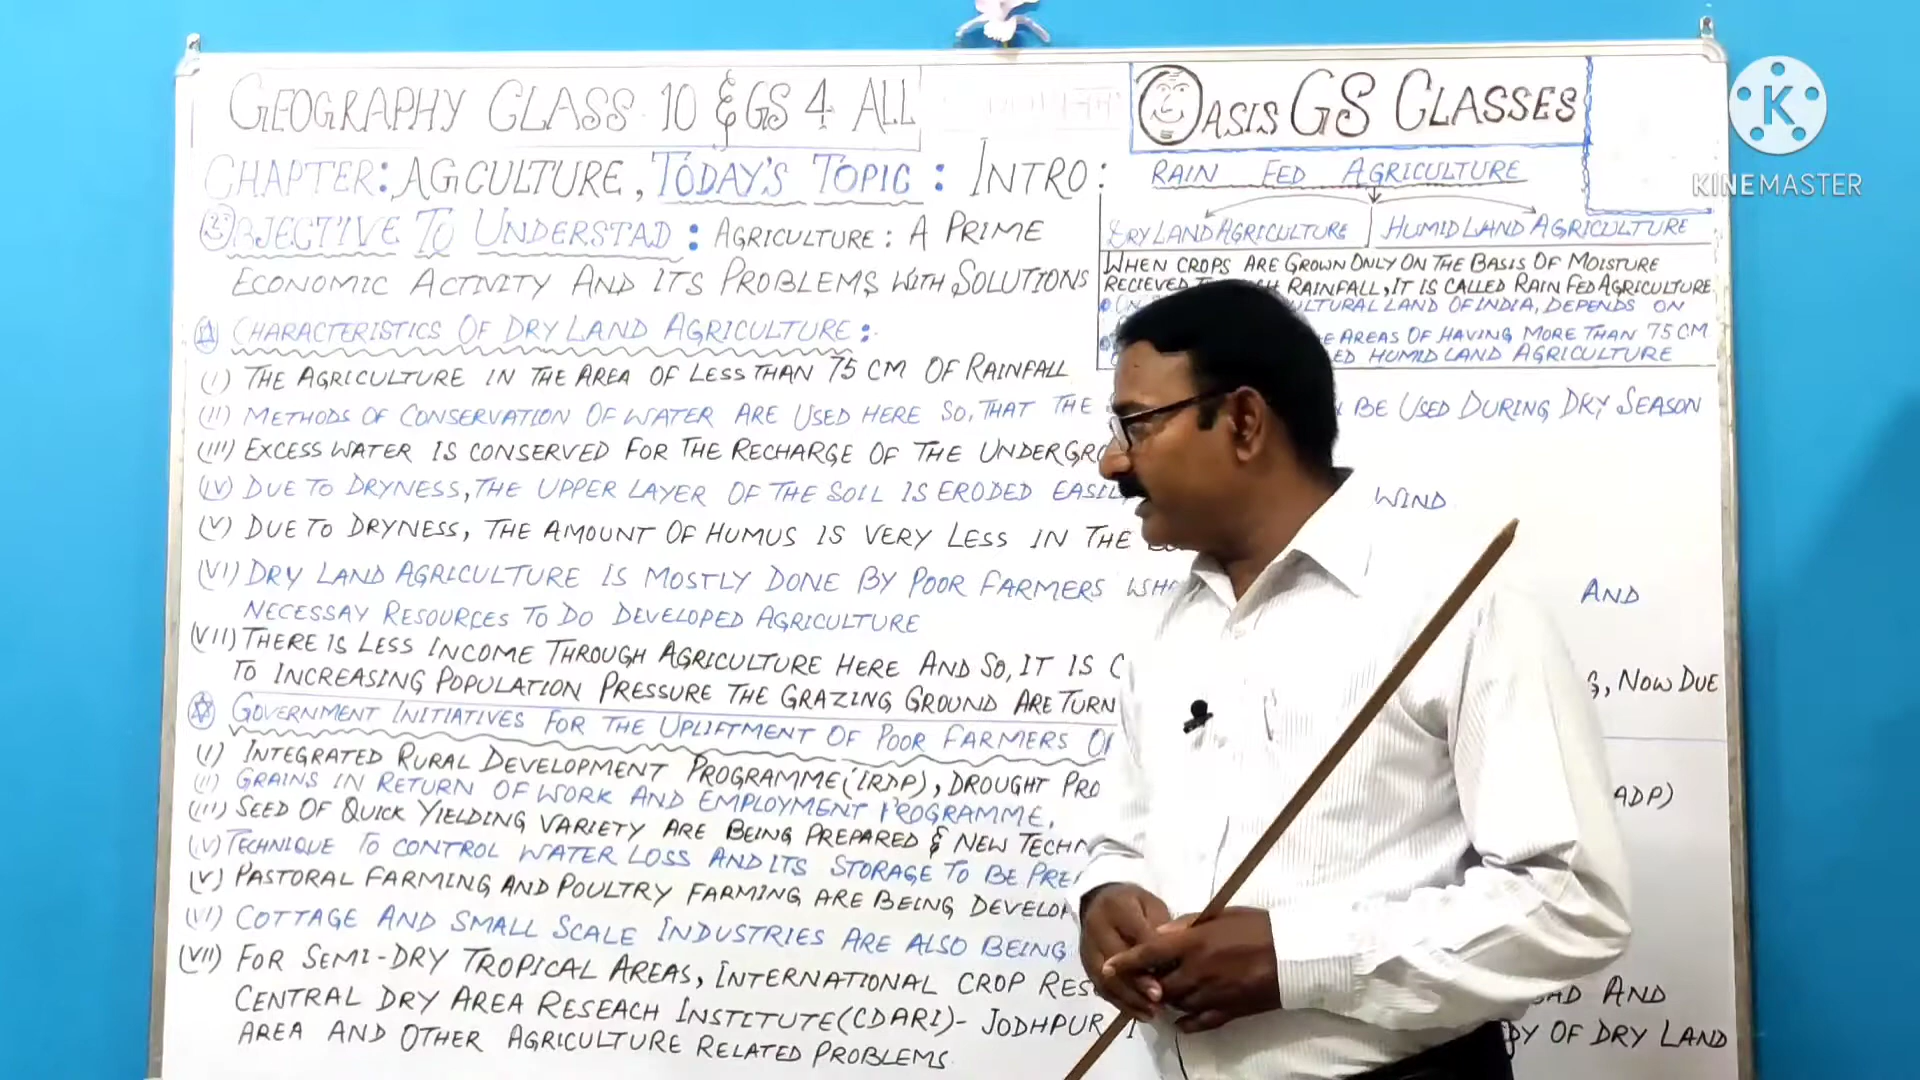 GEOGRAPHY CLASS 10 & GS 4 ALL
OASIS GS CLASSES
KINEMASTER
CHAPTER: AGICULTURE, TODAY'S TOPIC : INTRO:
OBJECTIVE TO UNDERSTAD : AGRICULTURE : A PRIME
ECONOMIC ACTIVITY AND ITS PROBLEMS WITH SOLUTIONS
RAIN FED AGRICULTURE
DRY LAND AGRICULTURE HUMID LAND AGRICULTURE
WHEN CROPS ARE GROWN ONLY ON THE BASIS OF MOISTURE
RECIEVED RAINFALL, IT IS CALLED RAIN FED AGRICULTURE.
LAND OF INDIA, DEPENDS ON
AREAS OF HAVING MORE THAN 75 CM
HUMID LAND AGRICULTURE
CHARACTERISTICS OF DRY LAND AGRICULTURE :
(I) THE AGRICULTURE IN THE AREA OF LESS THAN 75 CM OF RAINFALL
(II) METHODS OF CONSERVATION OF WATER ARE USED HERE SO, THAT THE BE USED DURING DRY SEASON
(III) EXCESS WATER IS CONSERVED FOR THE RECHARGE OF THE
(IV) DUE TO DRYNESS, THE UPPER LAYER OF THE SOIL IS ERODED WIND
(V) DUE TO DRYNESS, THE AMOUNT OF HUMUS IS VERY LESS IN THE
(VI) DRY LAND AGRICULTURE IS MOSTLY DONE BY POOR FARMERS AND
NECESSAY RESOURCES TO DO DEVELOPED AGRICULTURE
(VII) THERE IS LESS INCOME THROUGH AGRICULTURE HERE AND SO, IT IS , NOW DUE
TO INCREASING POPULATION PRESSURE THE GRAZING GROUND ARE
GOVERNMENT INITIATIVES FOR THE UPLIFTMENT OF POOR FARMERS
(I) INTEGRATED RURAL DEVELOPMENT PROGRAMME (IRDP), DROUGHT ADP)
(II) GRAINS IN RETURN OF WORK AND EMPLOYMENT PROGRAMME.
(III) SEED OF QUICK YIELDING VARIETY ARE BEING PREPARED & NEW
(IV) TECHNIQUE TO CONTROL WATER LOSS AND ITS STORAGE TO BE
(V) PASTORAL FARMING AND POULTRY FARMING ARE BEING
(VI) COTTAGE AND SMALL SCALE INDUSTRIES ARE ALSO BEING
(VII) FOR SEMI-DRY TROPICAL AREAS, INTERNATIONAL CROP AND
CENTRAL DRY AREA RESEACH INSTITUTE (CDARI)- JODHPUR OF DRY LAND
AREA AND OTHER AGRICULTURE RELATED PROBLEMS.